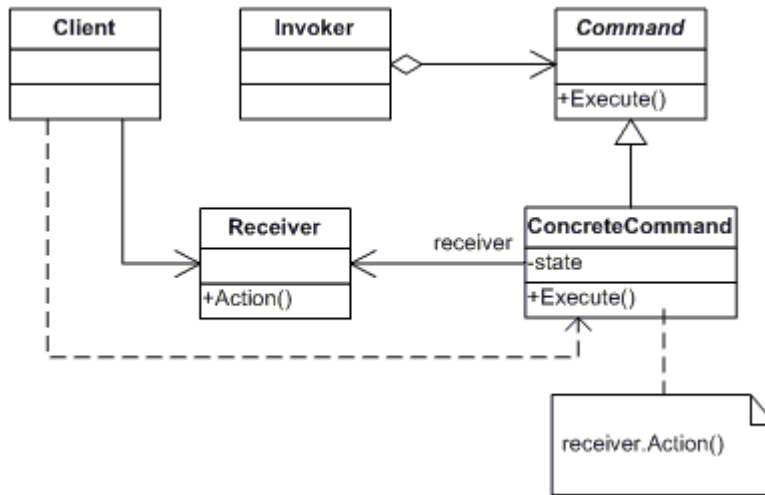 Client
Invoker
Command
+Execute()
Receiver
+Action()
receiver
ConcreteCommand
-state
+Execute()
receiver.Action()